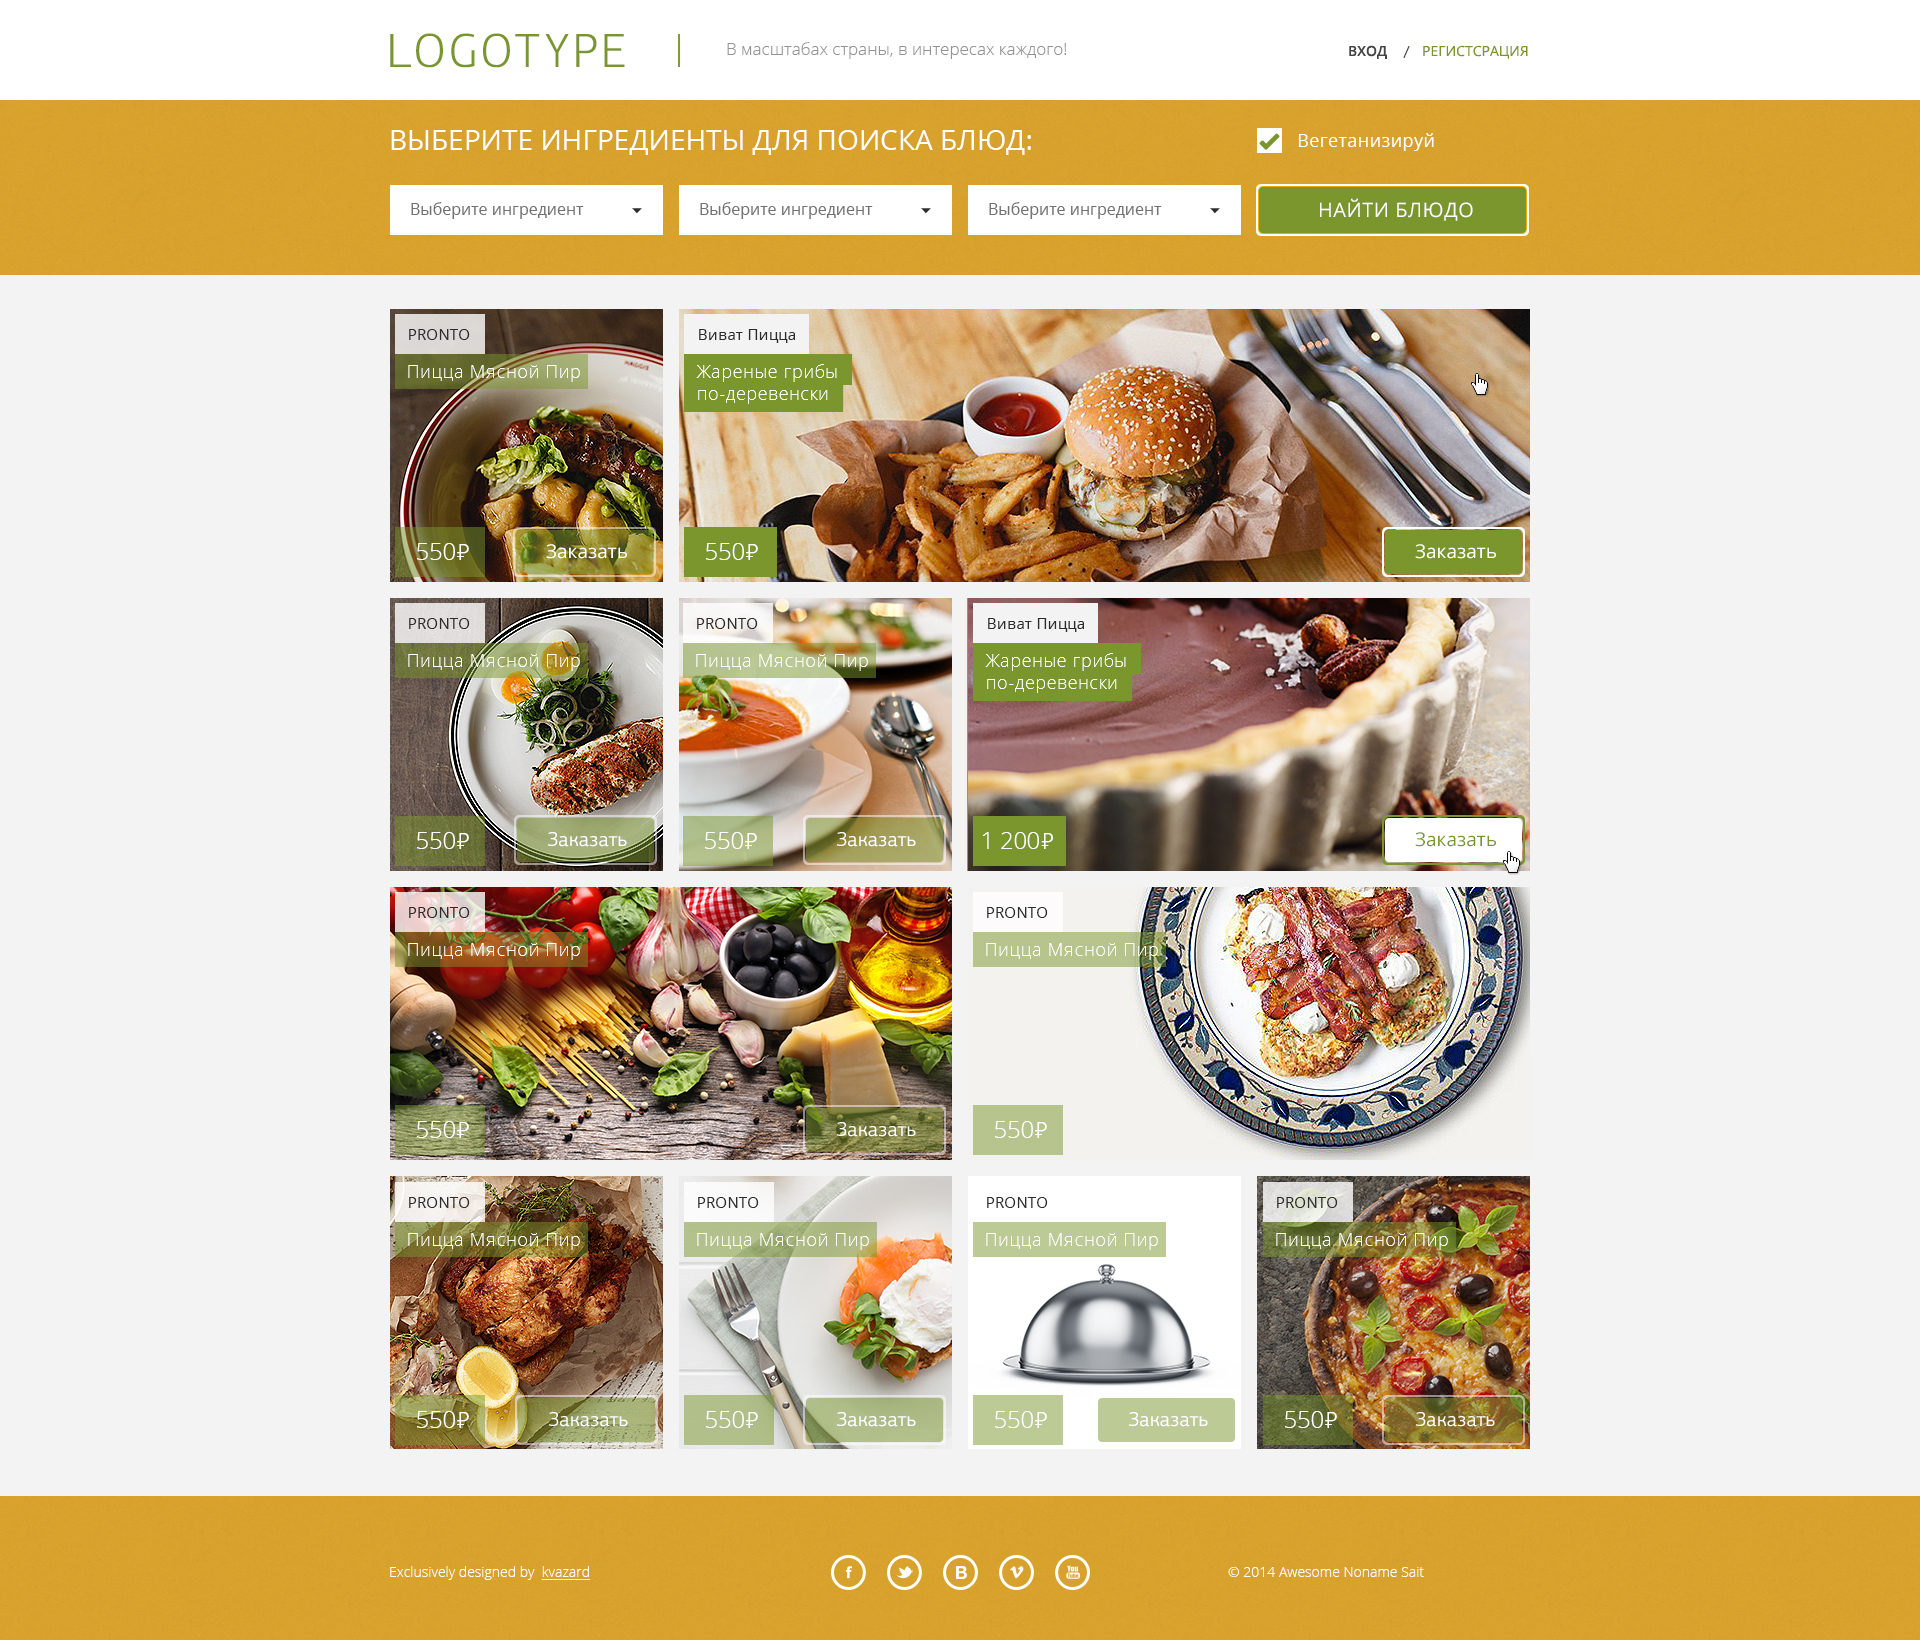 LOGOTYPE
В масштабах страны, в интересах каждого!
ВХОД / РЕГИСТСРАЦИЯ
ВЫБЕРИТЕ ИНГРЕДИЕНТЫ ДЛЯ ПОИСКА БЛЮД:
Вегетанизируй
Выберите ингредиент
Выберите ингредиент
Выберите ингредиент
НАЙТИ БЛЮДО
PRONTO
Пицца Мясной Пир
550₽
Заказать
Виват Пицца
Жареные грибы
по-деревенски
550₽
Заказать
PRONTO
Пицца Мясной Пир
550₽
Заказать
PRONTO
Пицца Мясной Пир
550₽
Заказать
Виват Пицца
Жареные грибы
по-деревенски
1 200₽
Заказать
PRONTO
Пицца Мясной Пир
550₽
Заказать
PRONTO
Пицца Мясной Пир
550₽
PRONTO
Пицца Мясной Пир
550₽
Заказать
PRONTO
Пицца Мясной Пир
550₽
Заказать
PRONTO
Пицца Мясной Пир
550₽
Заказать
PRONTO
Пицца Мясной Пир
550₽
Заказать
Exclusively designed by kvazard
© 2014 Awesome Noname Sait